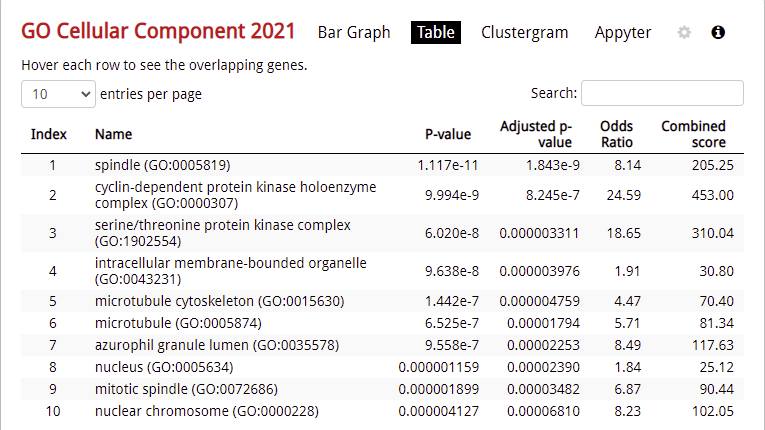 GO Cellular Component 2021 Bar Graph Table Clustergram Appyter
Hover each row to see the overlapping genes.
10 entries per page Search:
Index Name P-value Adjusted p-value Odds Ratio Combined score
1 spindle (GO:0005819) 1.117e-11 1.843e-9 8.14 205.25
2 cyclin-dependent protein kinase holoenzyme complex (GO:0000307) 9.994e-9 8.245e-7 24.59 453.00
3 serine/threonine protein kinase complex (GO:1902554) 6.020e-8 0.000003311 18.65 310.04
4 intracellular membrane-bounded organelle (GO:0043231) 9.638e-8 0.000003976 1.91 30.80
5 microtubule cytoskeleton (GO:0015630) 1.442e-7 0.000004759 4.47 70.40
6 microtubule (GO:0005874) 6.525e-7 0.00001794 5.71 81.34
7 azurophil granule lumen (GO:0035578) 9.558e-7 0.00002253 8.49 117.63
8 nucleus (GO:0005634) 0.000001159 0.00002390 1.84 25.12
9 mitotic spindle (GO:0072686) 0.000001899 0.00003482 6.87 90.44
10 nuclear chromosome (GO:0000228) 0.000004127 0.00006810 8.23 102.05